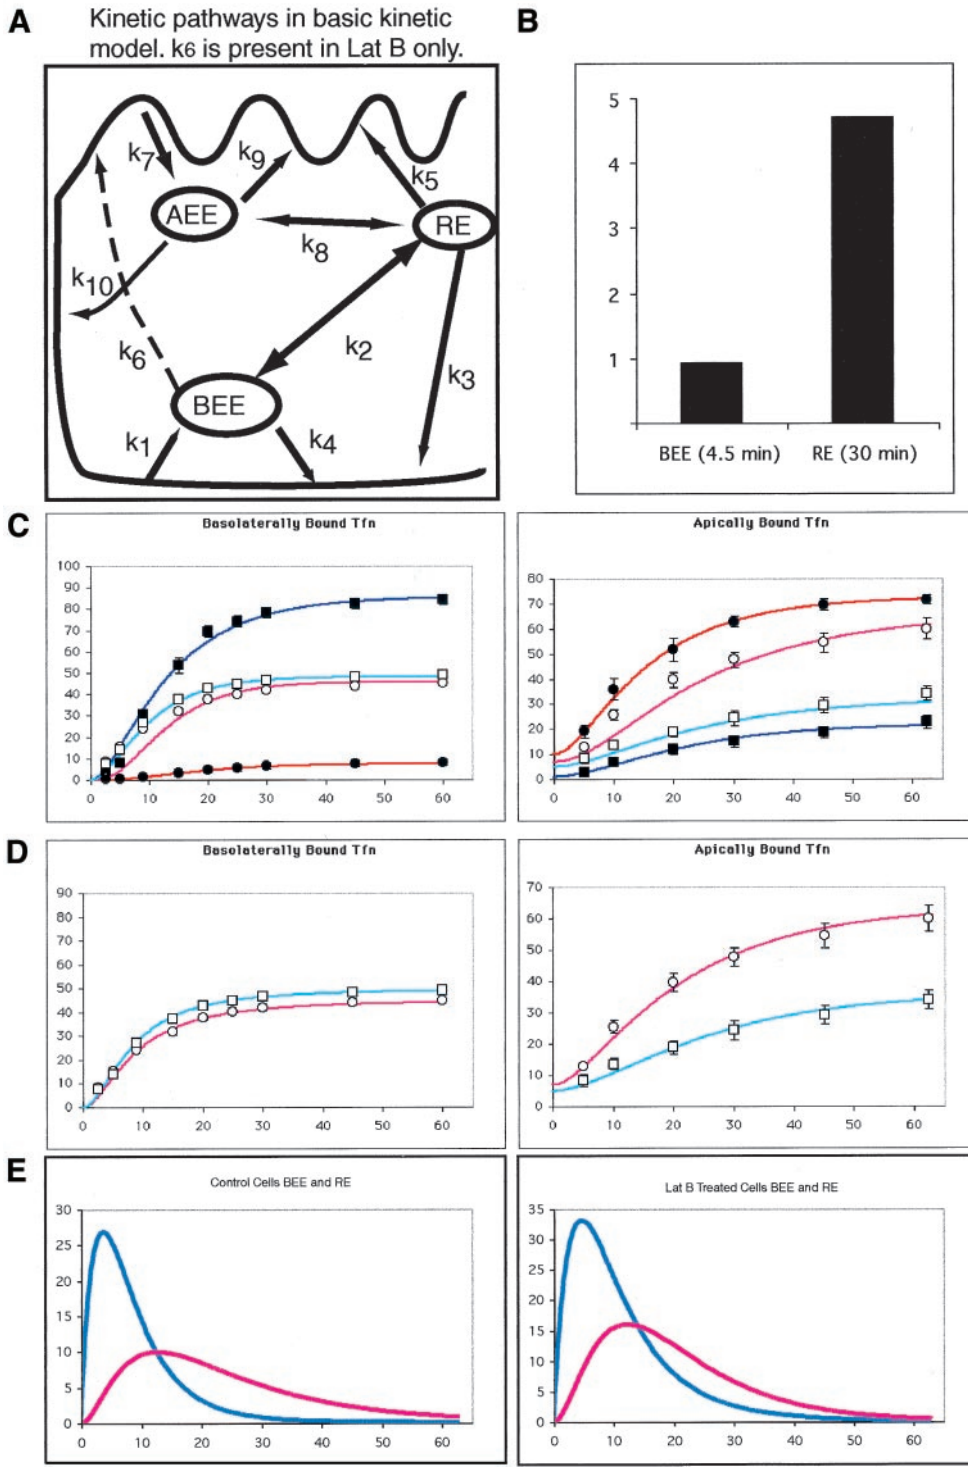 A
Kinetic pathways in basic kinetic
model. k6 is present in Lat B only.
k7
k9
k5
AEE
RE
k8
k10
k2
k6
k3
BEE
k1
k4
B
5
4
3
2
1
BEE (4.5 min) RE (30 min)
C
Basolaterally Bound Tfn
100
90
80
70
60
50
40
30
20
10
0
0 10 20 30 40 50 60
Apically Bound Tfn
80
70
60
50
40
30
20
10
0
0 10 20 30 40 50 60
D
Basolaterally Bound Tfn
90
80
70
60
50
40
30
20
10
0
0 10 20 30 40 50 60
Apically Bound Tfn
70
60
50
40
30
20
10
0
0 10 20 30 40 50 60
E
Control Cells BEE and RE
30
25
20
15
10
5
0
0 10 20 30 40 50 60
Lat B Treated Cells BEE and RE
35
30
25
20
15
10
5
0
0 10 20 30 40 50 60